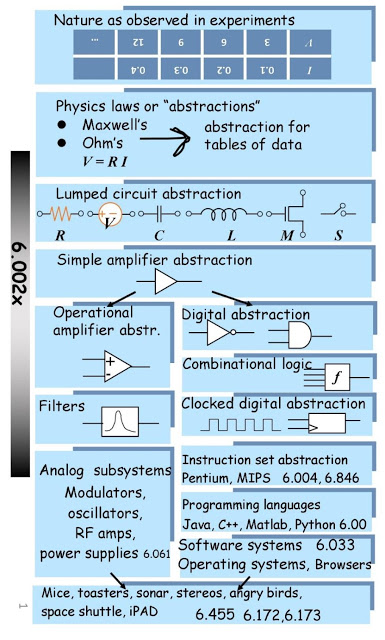 Nature as observed in experiments
V 3 6 9 12 ...
I 0.1 0.2 0.3 0.4
Physics laws or “abstractions”
● Maxwell's
● Ohm's
V = R I
abstraction for
tables of data
Lumped circuit abstraction
+ –
V
R C L M S
6.002x
Simple amplifier abstraction
Operational
amplifier abstr.
+
-
Digital abstraction
Combinational logic
f
Filters
Clocked digital abstraction
Analog subsystems
Modulators,
oscillators,
RF amps,
power supplies 6.061
Instruction set abstraction
Pentium, MIPS 6.004, 6.846
Programming languages
Java, C++, Matlab, Python 6.00
Software systems 6.033
Operating systems, Browsers
Mice, toasters, sonar, stereos, angry birds,
space shuttle, iPAD
6.455 6.172,6.173
1